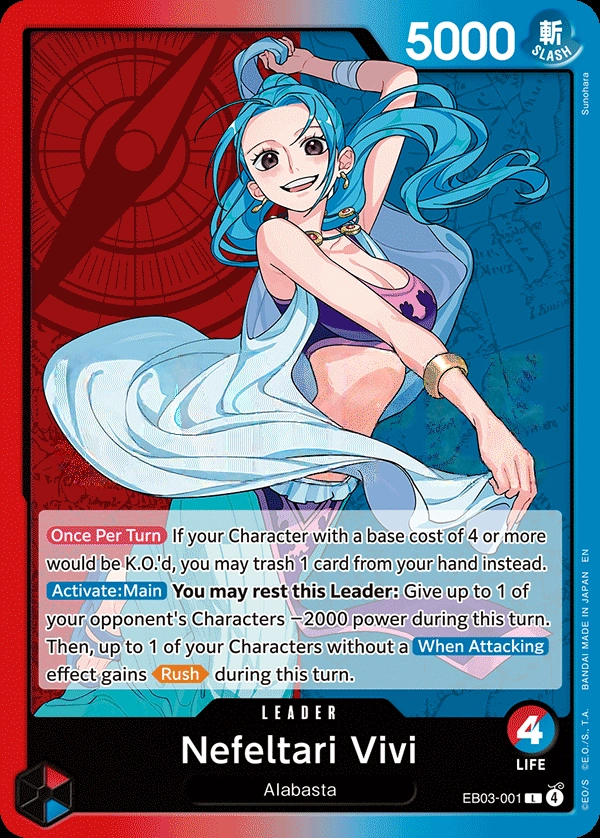 5000
斬
SLASH
Sunohara
Once Per Turn If your Character with a base cost of 4 or more
would be K.O.'d, you may trash 1 card from your hand instead.
Activate:Main You may rest this Leader: Give up to 1 of
your opponent's Characters −2000 power during this turn.
Then, up to 1 of your Characters without a When Attacking
effect gains Rush during this turn.
LEADER
Nefeltari Vivi
Alabasta
4
LIFE
EB03-001 L 4
©EO/S ©E.O./S., T.A. BANDAI MADE IN JAPAN EN